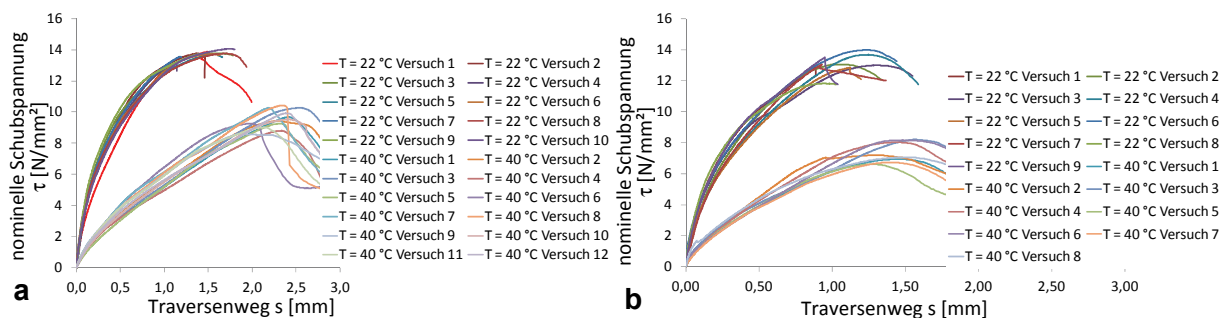 nominelle Schubspannung
τ [N/mm²]
16
14
12
10
8
6
4
2
0
0,0 0,5 1,0 1,5 2,0 2,5 3,0
Traversenweg s [mm]
a
T = 22 °C Versuch 1 T = 22 °C Versuch 2
T = 22 °C Versuch 3 T = 22 °C Versuch 4
T = 22 °C Versuch 5 T = 22 °C Versuch 6
T = 22 °C Versuch 7 T = 22 °C Versuch 8
T = 22 °C Versuch 9 T = 22 °C Versuch 10
T = 40 °C Versuch 1 T = 40 °C Versuch 2
T = 40 °C Versuch 3 T = 40 °C Versuch 4
T = 40 °C Versuch 5 T = 40 °C Versuch 6
T = 40 °C Versuch 7 T = 40 °C Versuch 8
T = 40 °C Versuch 9 T = 40 °C Versuch 10
T = 40 °C Versuch 11 T = 40 °C Versuch 12
nominelle Schubspannung
τ [N/mm²]
16
14
12
10
8
6
4
2
0
0,00 0,50 1,00 1,50 2,00 2,50 3,00
Traversenweg s [mm]
b
T = 22 °C Versuch 1 T = 22 °C Versuch 2
T = 22 °C Versuch 3 T = 22 °C Versuch 4
T = 22 °C Versuch 5 T = 22 °C Versuch 6
T = 22 °C Versuch 7 T = 22 °C Versuch 8
T = 22 °C Versuch 9 T = 40 °C Versuch 1
T = 40 °C Versuch 2 T = 40 °C Versuch 3
T = 40 °C Versuch 4 T = 40 °C Versuch 5
T = 40 °C Versuch 6 T = 40 °C Versuch 7
T = 40 °C Versuch 8